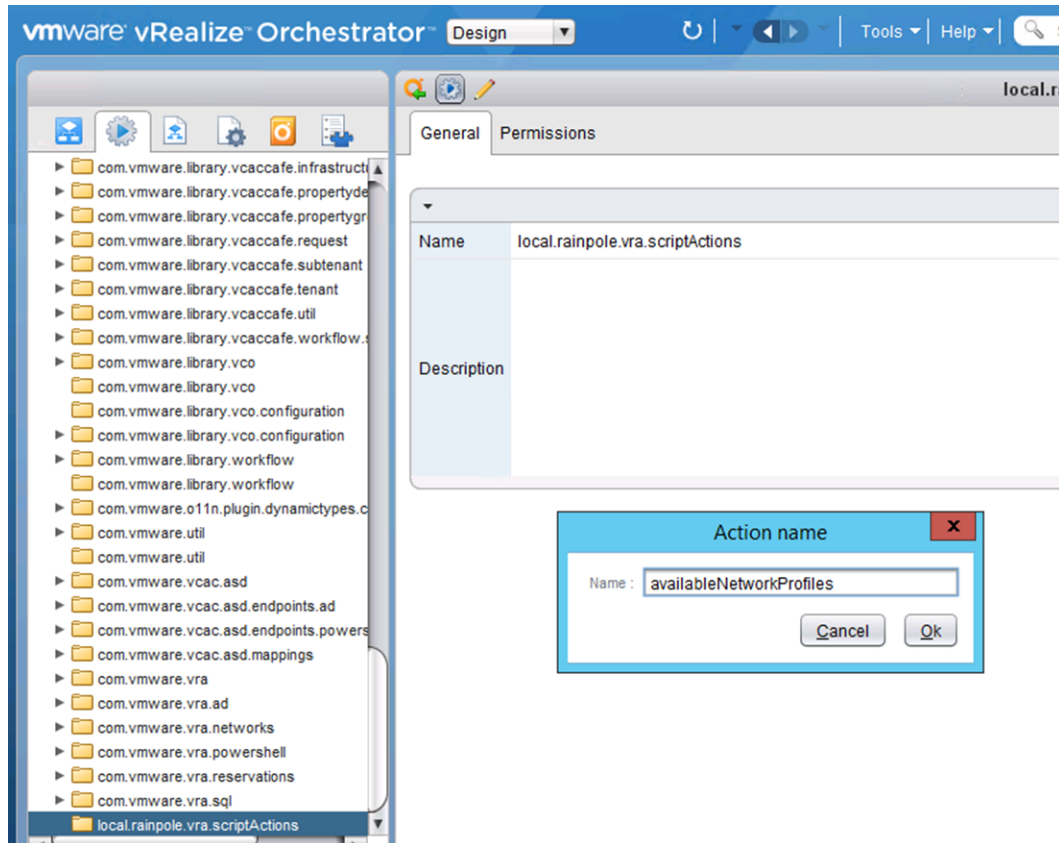 vmware vRealize™ Orchestrator™ Design Tools Help
local.r
General Permissions
com.vmware.library.vcaccafe.infrastructu
com.vmware.library.vcaccafe.propertyde
com.vmware.library.vcaccafe.propertygr
com.vmware.library.vcaccafe.request
com.vmware.library.vcaccafe.subtenant
com.vmware.library.vcaccafe.tenant
com.vmware.library.vcaccafe.util
com.vmware.library.vcaccafe.workflow.s
com.vmware.library.vco
com.vmware.library.vco
com.vmware.library.vco.configuration
com.vmware.library.vco.configuration
com.vmware.library.workflow
com.vmware.library.workflow
com.vmware.o11n.plugin.dynamictypes.c
com.vmware.util
com.vmware.util
com.vmware.vcac.asd
com.vmware.vcac.asd.endpoints.ad
com.vmware.vcac.asd.endpoints.powers
com.vmware.vcac.asd.mappings
com.vmware.vra
com.vmware.vra.ad
com.vmware.vra.networks
com.vmware.vra.powershell
com.vmware.vra.reservations
com.vmware.vra.sql
local.rainpole.vra.scriptActions
Name local.rainpole.vra.scriptActions
Description
Action name x
Name : availableNetworkProfiles
Cancel Ok